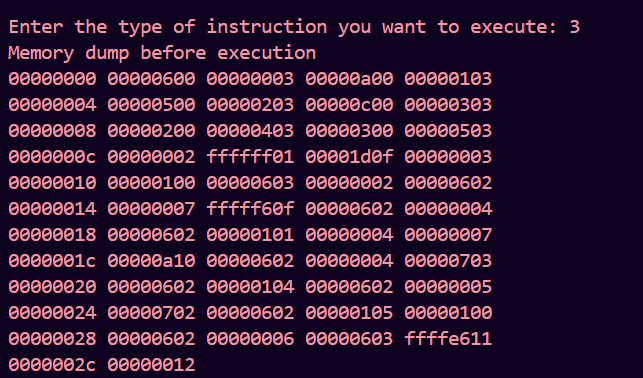 Enter the type of instruction you want to execute: 3
Memory dump before execution
00000000 00000600 00000003 00000a00 00000103
00000004 00000500 00000203 00000c00 00000303
00000008 00000200 00000403 00000300 00000503
0000000c 00000002 ffffff01 00001d0f 00000003
00000010 00000100 00000603 00000002 00000602
00000014 00000007 fffff60f 00000602 00000004
00000018 00000602 00000101 00000004 00000007
0000001c 00000a10 00000602 00000004 00000703
00000020 00000602 00000104 00000602 00000005
00000024 00000702 00000602 00000105 00000100
00000028 00000602 00000006 00000603 ffffe611
0000002c 00000012